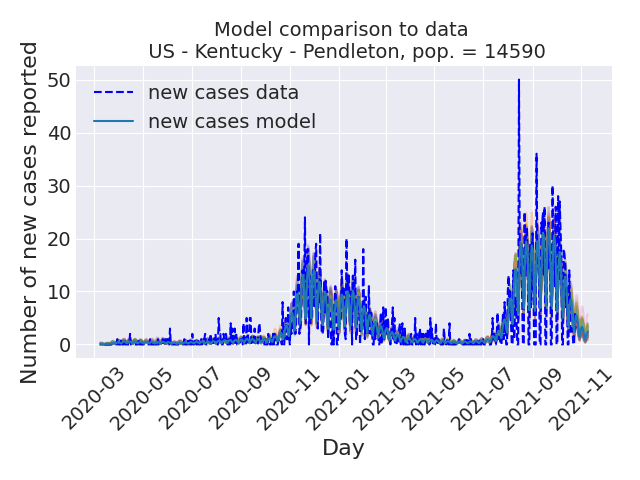 Model comparison to data
US - Kentucky - Pendleton, pop. = 14590
Number of new cases reported
50
40
30
20
10
0
new cases data
new cases model
2020-03
2020-05
2020-07
2020-09
2020-11
2021-01
2021-03
2021-05
2021-07
2021-09
2021-11
Day